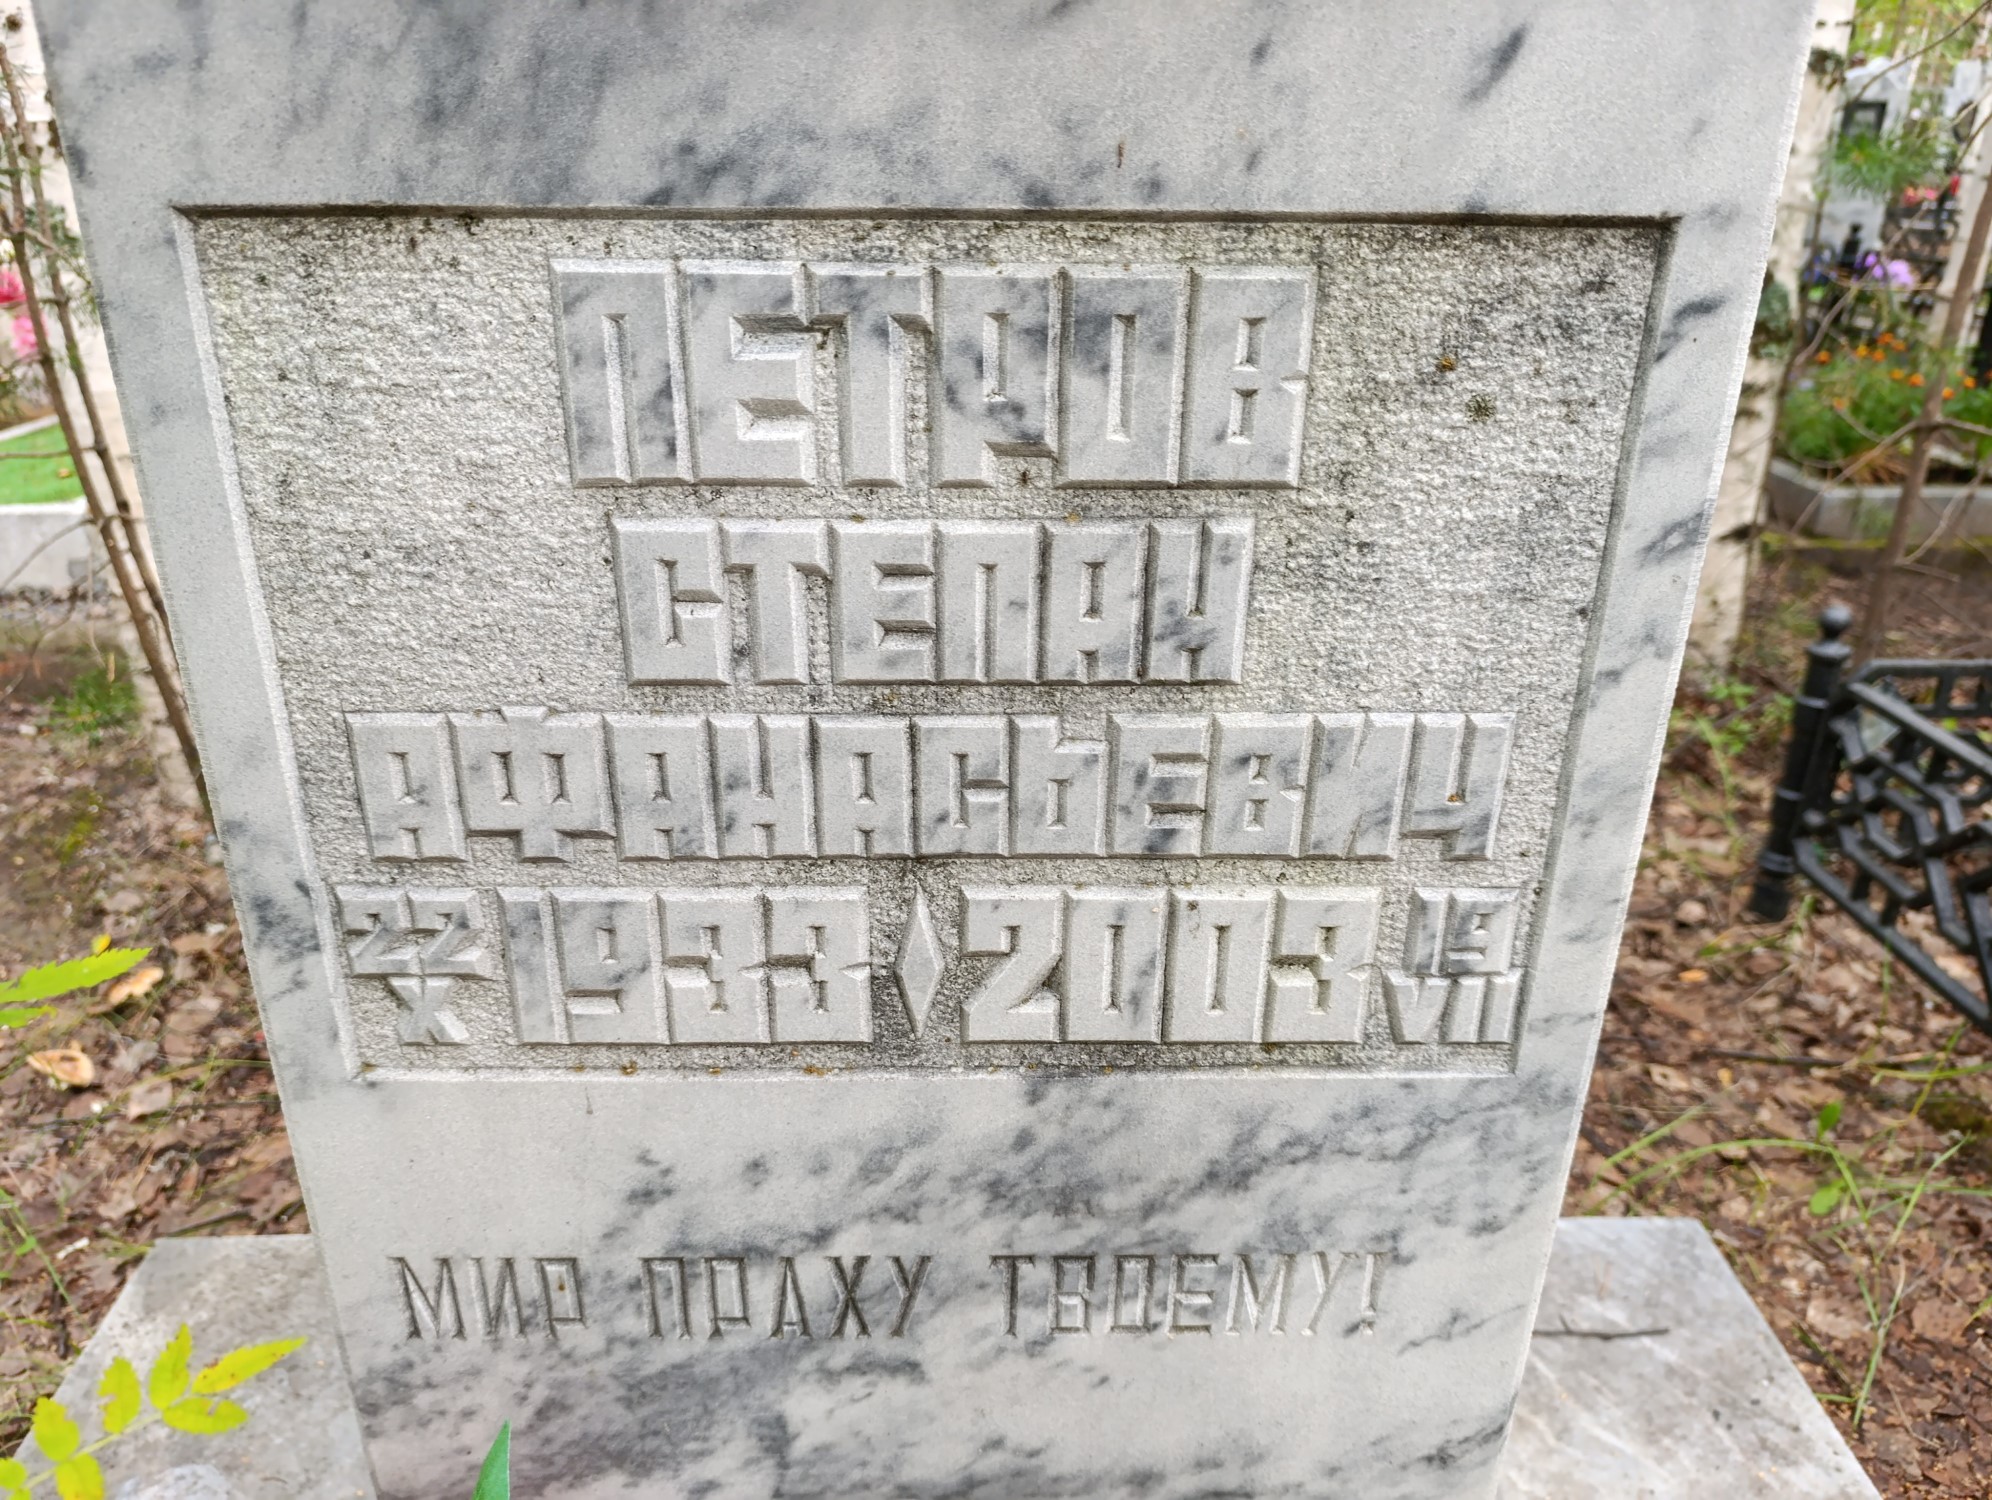 ПЕТРОВ
СТЕПАН
АФАНАСЬЕВИЧ
22 X 1933 ◊ 2003 19 VII
МИР ПРАХУ ТВОЕМУ!